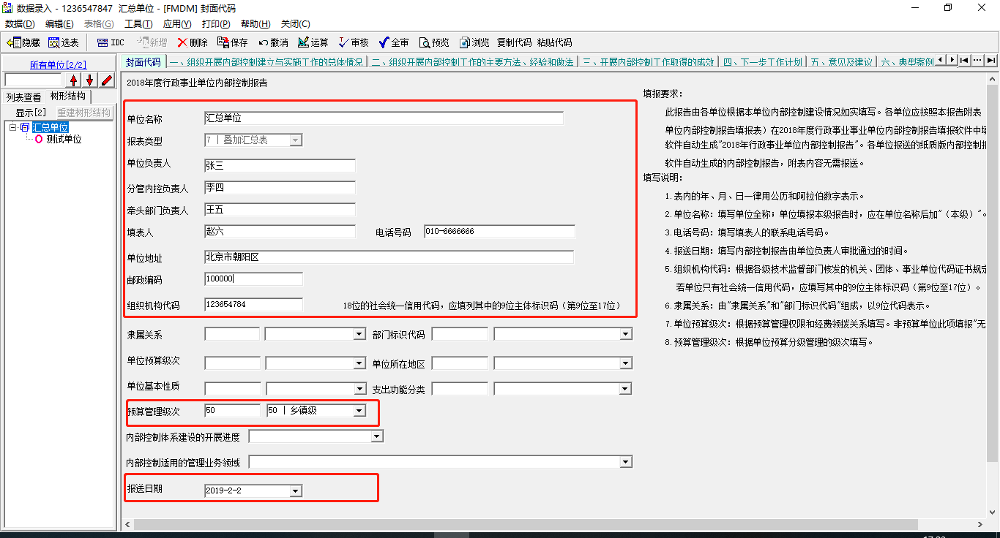 数据录入 - 1236547847 汇总单位 - [FMDM] 封面代码
数据(D) 编辑(E) 表格(G) 工具(T) 应用(Y) 打印(P) 帮助(H) 关闭(C)
隐藏 选表 IDC 新增 删除 保存 撤消 运算 审核 全审 预览 浏览 复制代码 粘贴代码
所有单位[2/2]
列表查看 树形结构
显示[2] 重建树形结构
汇总单位
测试单位
封面代码 一、组织开展内部控制建立与实施工作的总体情况 二、组织开展内部控制工作的主要方法、经验和做法 三、开展内部控制工作取得的成效 四、下一步工作计划 五、意见及建议 六、典型案例
2018年度行政事业单位内部控制报告
单位名称 汇总单位
报表类型 7 | 叠加汇总表
单位负责人 张三
分管内控负责人 李四
牵头部门负责人 王五
填表人 赵六 电话号码 010-6666666
单位地址 北京市朝阳区
邮政编码 100000
组织机构代码 123654784 18位的社会统一信用代码，应填列其中的9位主体标识码（第9位至17位）
隶属关系 部门标识代码
单位预算级次 单位所在地区
单位基本性质 支出功能分类
预算管理级次 50 50 | 乡镇级
内部控制体系建设的开展进度
内部控制适用的管理业务领域
报送日期 2019-2-2
填报要求：
此报告由各单位根据本单位内部控制建设情况如实填写。各单位应按照本报告附表
单位内部控制报告填报表）在2018年度行政事业事业单位内部控制报告填报软件中填
软件自动生成"2018年行政事业单位内部控制报告"。各单位报送的纸质版内部控制报
软件自动生成的内部控制报告，附表内容无需报送。
填写说明：
1.表内的年、月、日一律用公历和阿拉伯数字表示。
2.单位名称：填写单位全称；单位填报本级报告时，应在单位名称后加"（本级）"。
3.电话号码：填写填表人的联系电话号码。
4.报送日期：填写内部控制报告由单位负责人审批通过的时间。
5.组织机构代码：根据各级技术监督部门核发的机关、团体、事业单位代码证书规定
若单位只有社会统一信用代码，应填写其中的9位主体标识码（第9位至17位）。
6.隶属关系：由"隶属关系"和"部门标识代码"组成，以9位代码表示。
7.单位预算级次：根据预算管理权限和经费领拨关系填写。非预算单位此项填报"无
8.预算管理级次：根据单位预算分级管理的级次填写。